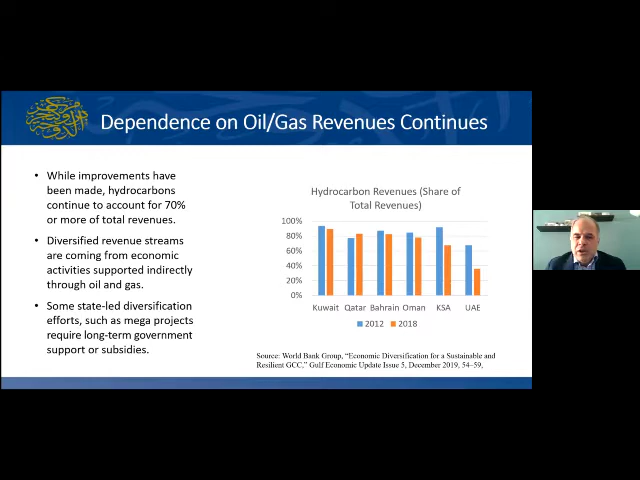 Dependence on Oil/Gas Revenues Continues
• While improvements have
been made, hydrocarbons
continue to account for 70%
or more of total revenues.
• Diversified revenue streams
are coming from economic
activities supported indirectly
through oil and gas.
• Some state-led diversification
efforts, such as mega projects
require long-term government
support or subsidies.
Hydrocarbon Revenues (Share of
Total Revenues)
100%
80%
60%
40%
20%
0%
Kuwait Qatar Bahrain Oman KSA UAE
2012 2018
Source: World Bank Group, “Economic Diversification for a Sustainable and
Resilient GCC,” Gulf Economic Update Issue 5, December 2019, 54–59,